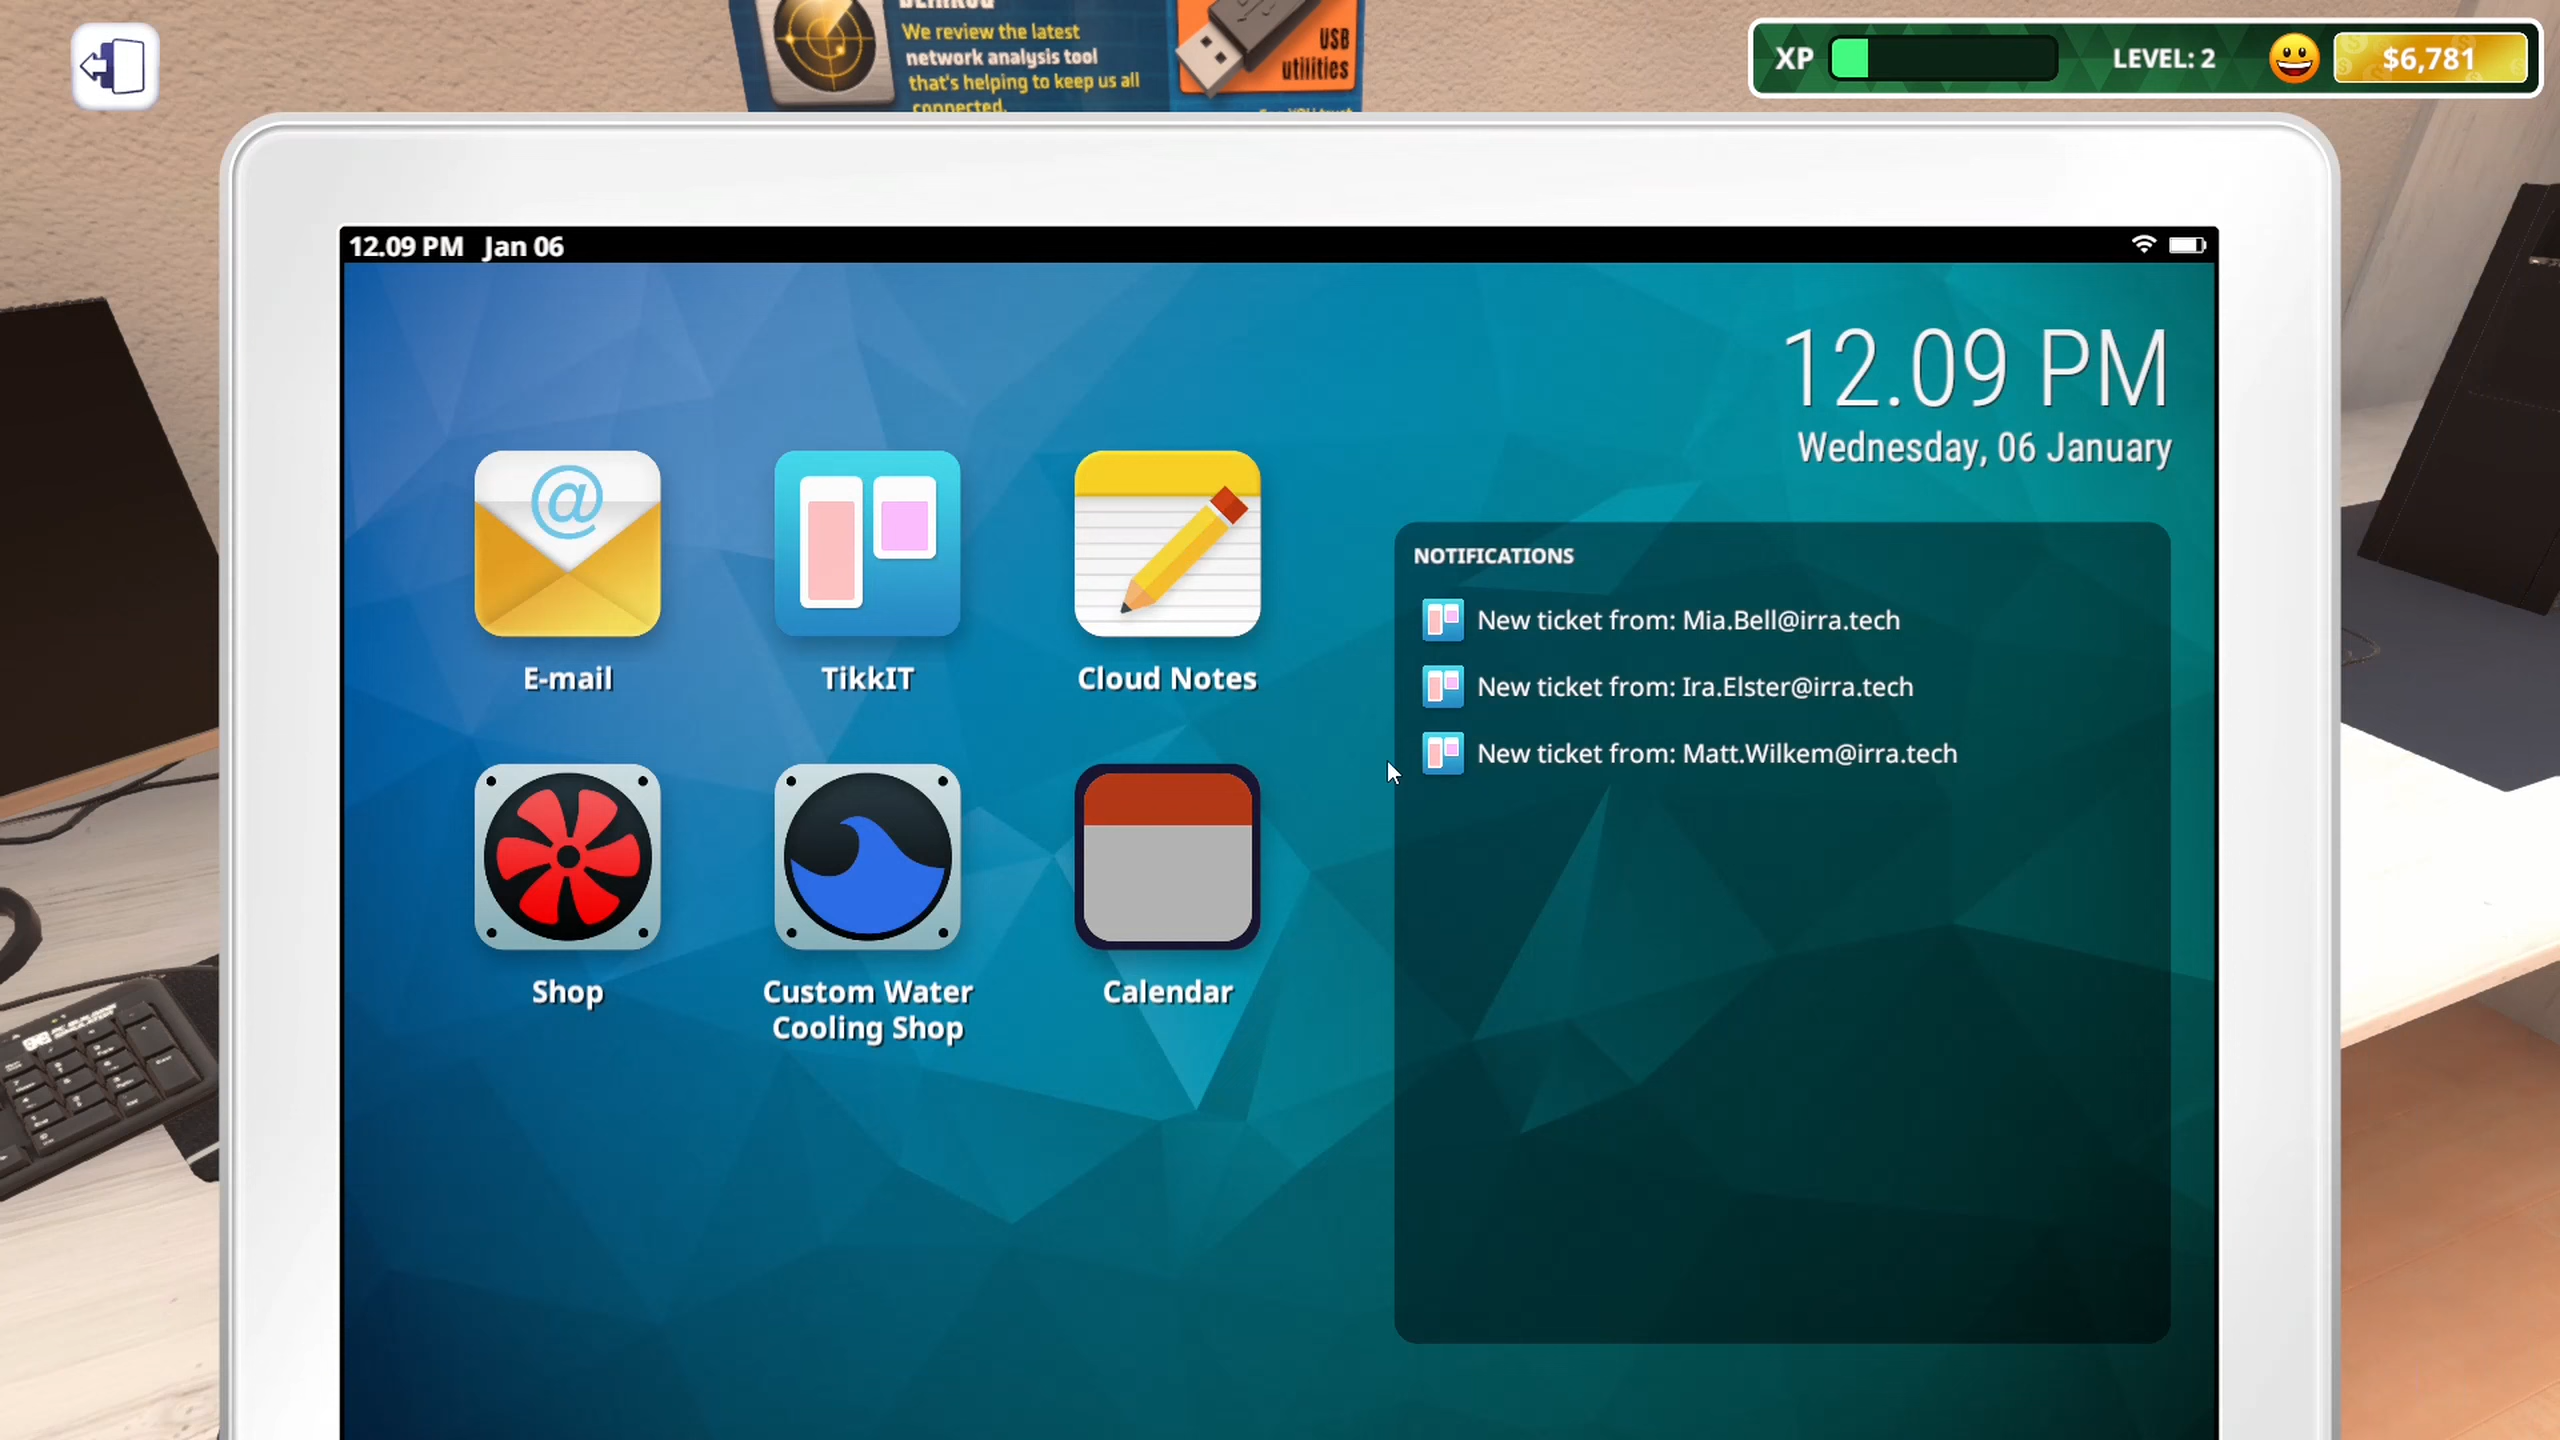 We review the latest
network analysis tool
that's helping to keep us all
connected.
USB
utilities
XP
LEVEL: 2
$6,781
12.09 PM Jan 06
12.09 PM
Wednesday, 06 January
@
E-mail
TikkIT
Cloud Notes
Shop
Custom Water
Cooling Shop
Calendar
NOTIFICATIONS
New ticket from: Mia.Bell@irra.tech
New ticket from: Ira.Elster@irra.tech
New ticket from: Matt.Wilkem@irra.tech